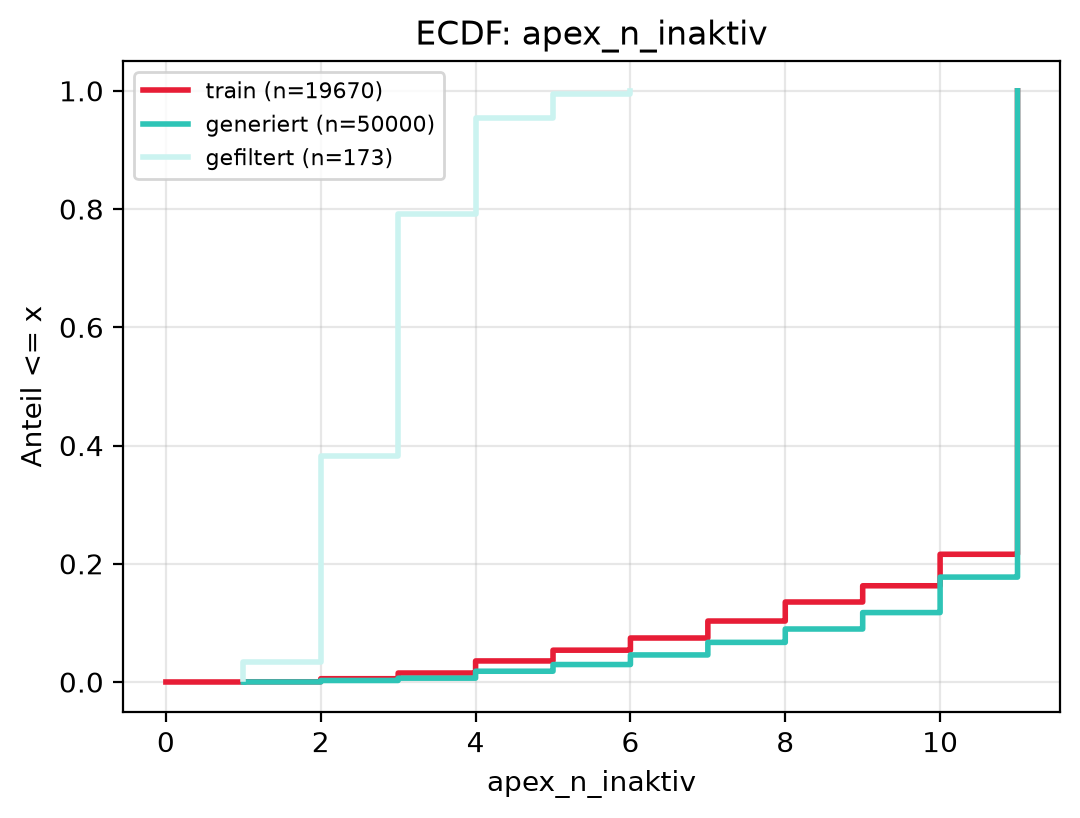 ECDF: apex_n_inaktiv
train (n=19670)
generiert (n=50000)
gefiltert (n=173)
Anteil <= x
1.0
0.8
0.6
0.4
0.2
0.0
0 2 4 6 8 10
apex_n_inaktiv